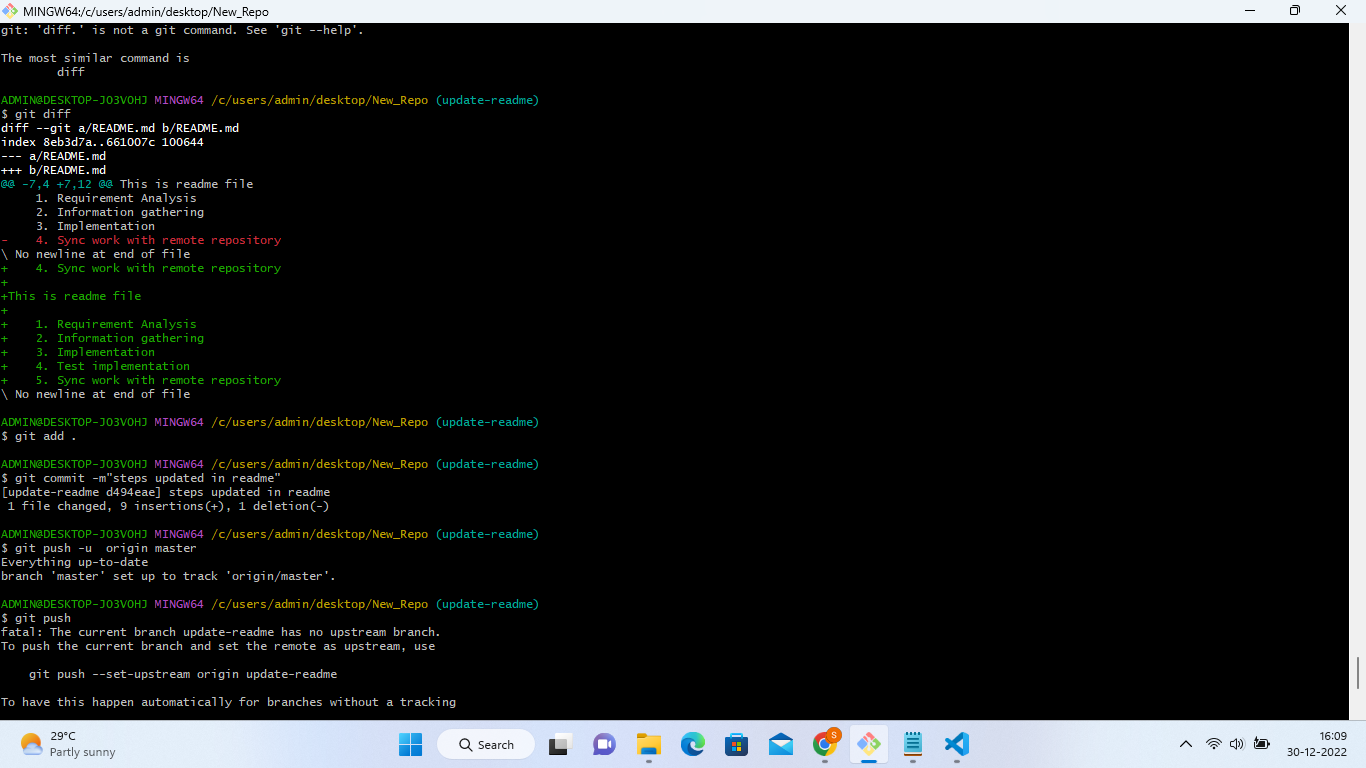 MINGW64:/c/users/admin/desktop/New_Repo
git: 'diff.' is not a git command. See 'git --help'.
The most similar command is
        diff
ADMIN@DESKTOP-JO3VOHJ MINGW64 /c/users/admin/desktop/New_Repo (update-readme)
$ git diff
diff --git a/README.md b/README.md
index 8eb3d7a..661007c 100644
--- a/README.md
+++ b/README.md
@@ -7,4 +7,12 @@ This is readme file
     1. Requirement Analysis
     2. Information gathering
     3. Implementation
-    4. Sync work with remote repository
\ No newline at end of file
+    4. Sync work with remote repository
+
+This is readme file
+
+    1. Requirement Analysis
+    2. Information gathering
+    3. Implementation
+    4. Test implementation
+    5. Sync work with remote repository
\ No newline at end of file
ADMIN@DESKTOP-JO3VOHJ MINGW64 /c/users/admin/desktop/New_Repo (update-readme)
$ git add .
ADMIN@DESKTOP-JO3VOHJ MINGW64 /c/users/admin/desktop/New_Repo (update-readme)
$ git commit -m"steps updated in readme"
[update-readme d494eae] steps updated in readme
 1 file changed, 9 insertions(+), 1 deletion(-)
ADMIN@DESKTOP-JO3VOHJ MINGW64 /c/users/admin/desktop/New_Repo (update-readme)
$ git push -u  origin master
Everything up-to-date
branch 'master' set up to track 'origin/master'.
ADMIN@DESKTOP-JO3VOHJ MINGW64 /c/users/admin/desktop/New_Repo (update-readme)
$ git push
fatal: The current branch update-readme has no upstream branch.
To push the current branch and set the remote as upstream, use
    git push --set-upstream origin update-readme
To have this happen automatically for branches without a tracking
29°C
Partly sunny
Search
S
16:09
30-12-2022